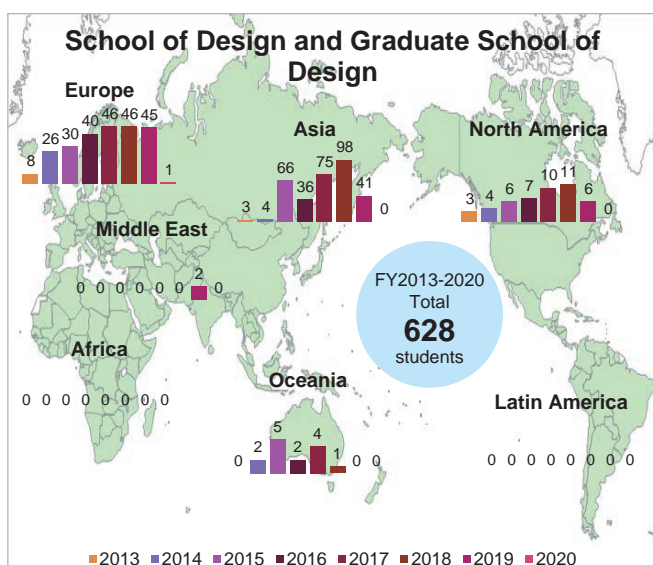 School of Design and Graduate School of
Design
Europe
8 26 30 40 46 46 45 1
Asia
3 4 66 36 75 98 41 0
North America
3 4 6 7 10 11 6 0
Middle East
0 0 0 0 0 0 2 0
FY2013-2020
Total
628
students
Africa
0 0 0 0 0 0 0 0
Oceania
0 2 5 2 4 1 0 0
Latin America
0 0 0 0 0 0 0 0
2013 2014 2015 2016 2017 2018 2019 2020